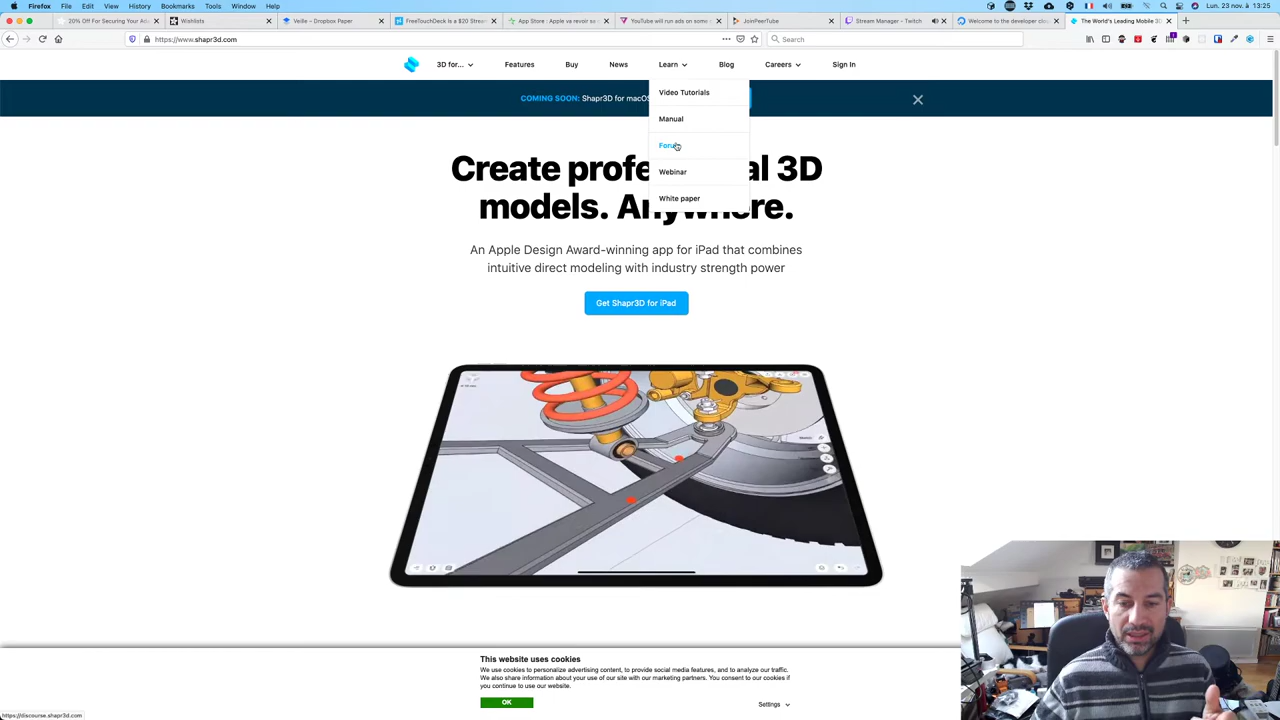 Firefox File Edit View History Bookmarks Tools Window Help
Lun. 23 nov. à 13:25
20% Off For Securing Your Ad
Wishlists
Veille – Dropbox Paper
FreeTouchDeck is a $20 Stream
App Store : Apple va revoir se
YouTube will run ads on some
JoinPeerTube
Stream Manager – Twitch
Welcome to the developer clou
The World's Leading Mobile 3D
https://www.shapr3d.com
Search
3D for... Features Buy News Learn Blog Careers Sign In
COMING SOON: Shapr3D for macOS
Video Tutorials
Manual
Forum
Webinar
White paper
Create profe al 3D
models. Anywhere.
An Apple Design Award-winning app for iPad that combines
intuitive direct modeling with industry strength power
Get Shapr3D for iPad
This website uses cookies
We use cookies to personalize advertising content, to provide social media features, and to analyze our traffic.
We also share information about your use of our site with our marketing partners. You consent to our cookies if
you continue to use our website.
OK
Settings
https://discourse.shapr3d.com